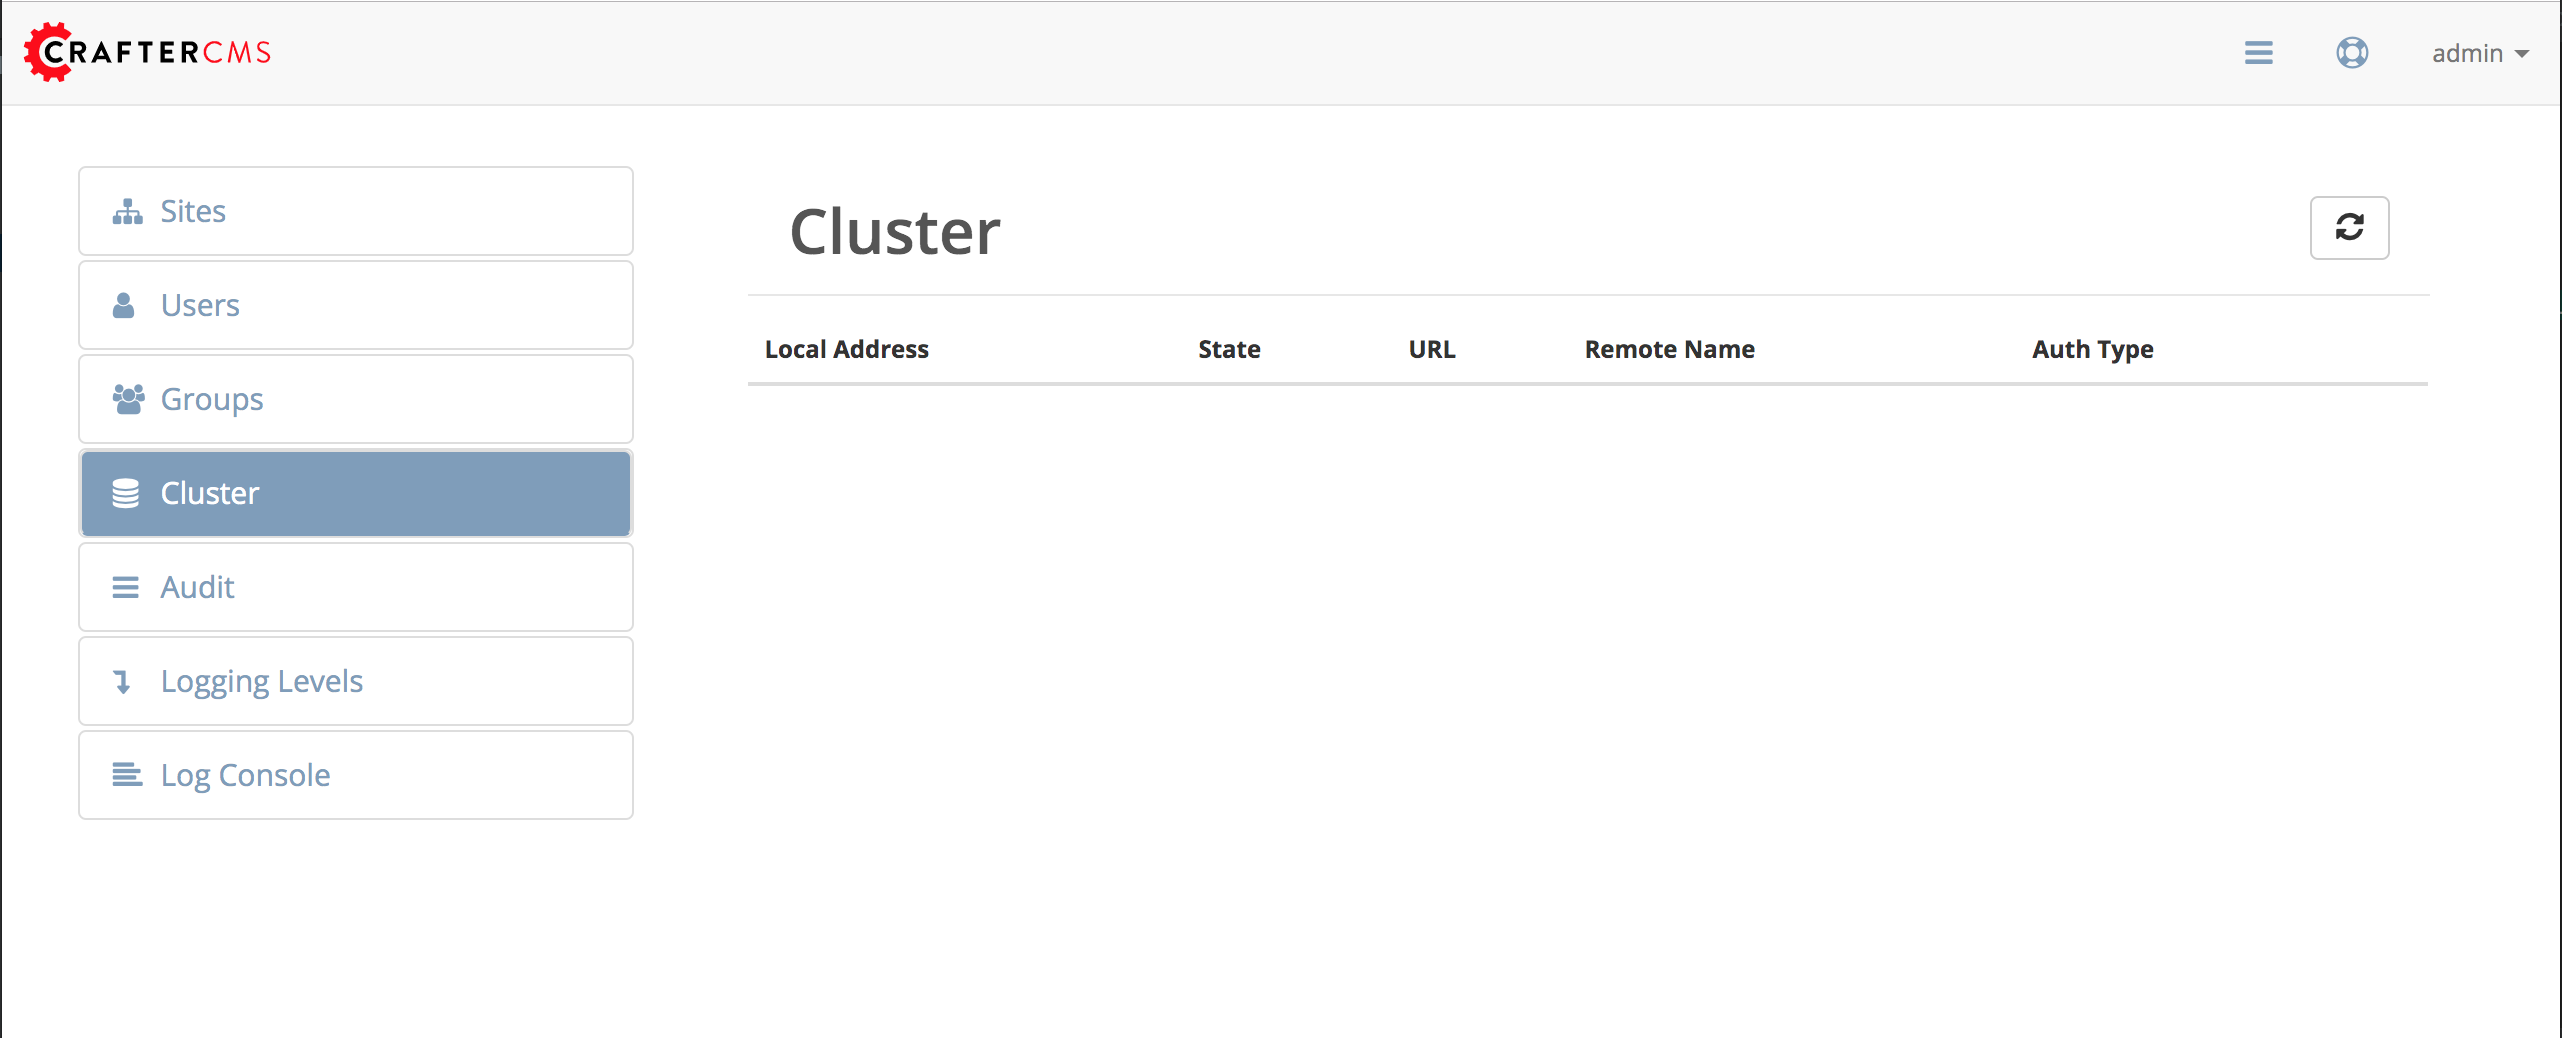 CRAFTERCMS
admin
Sites
Users
Groups
Cluster
Audit
Logging Levels
Log Console
Cluster
Local Address State URL Remote Name Auth Type